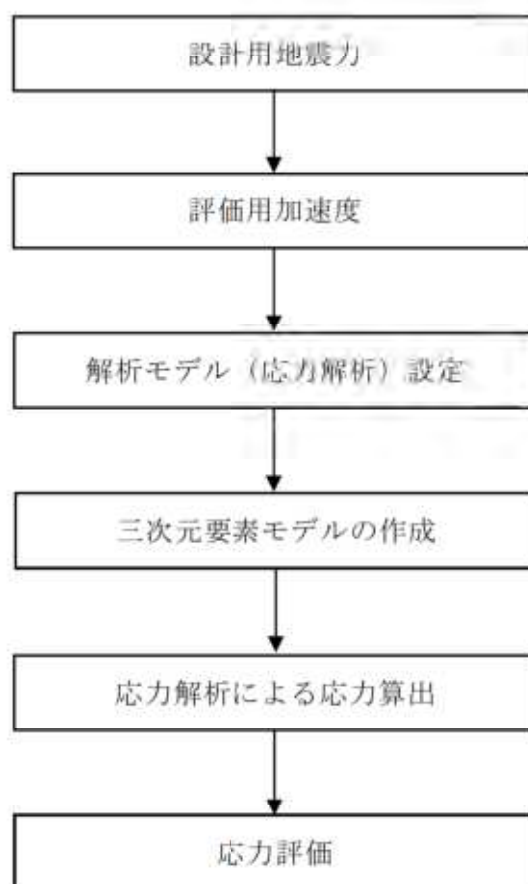 設計用地震力
評価用加速度
解析モデル（応力解析）設定
三次元要素モデルの作成
応力解析による応力算出
応力評価